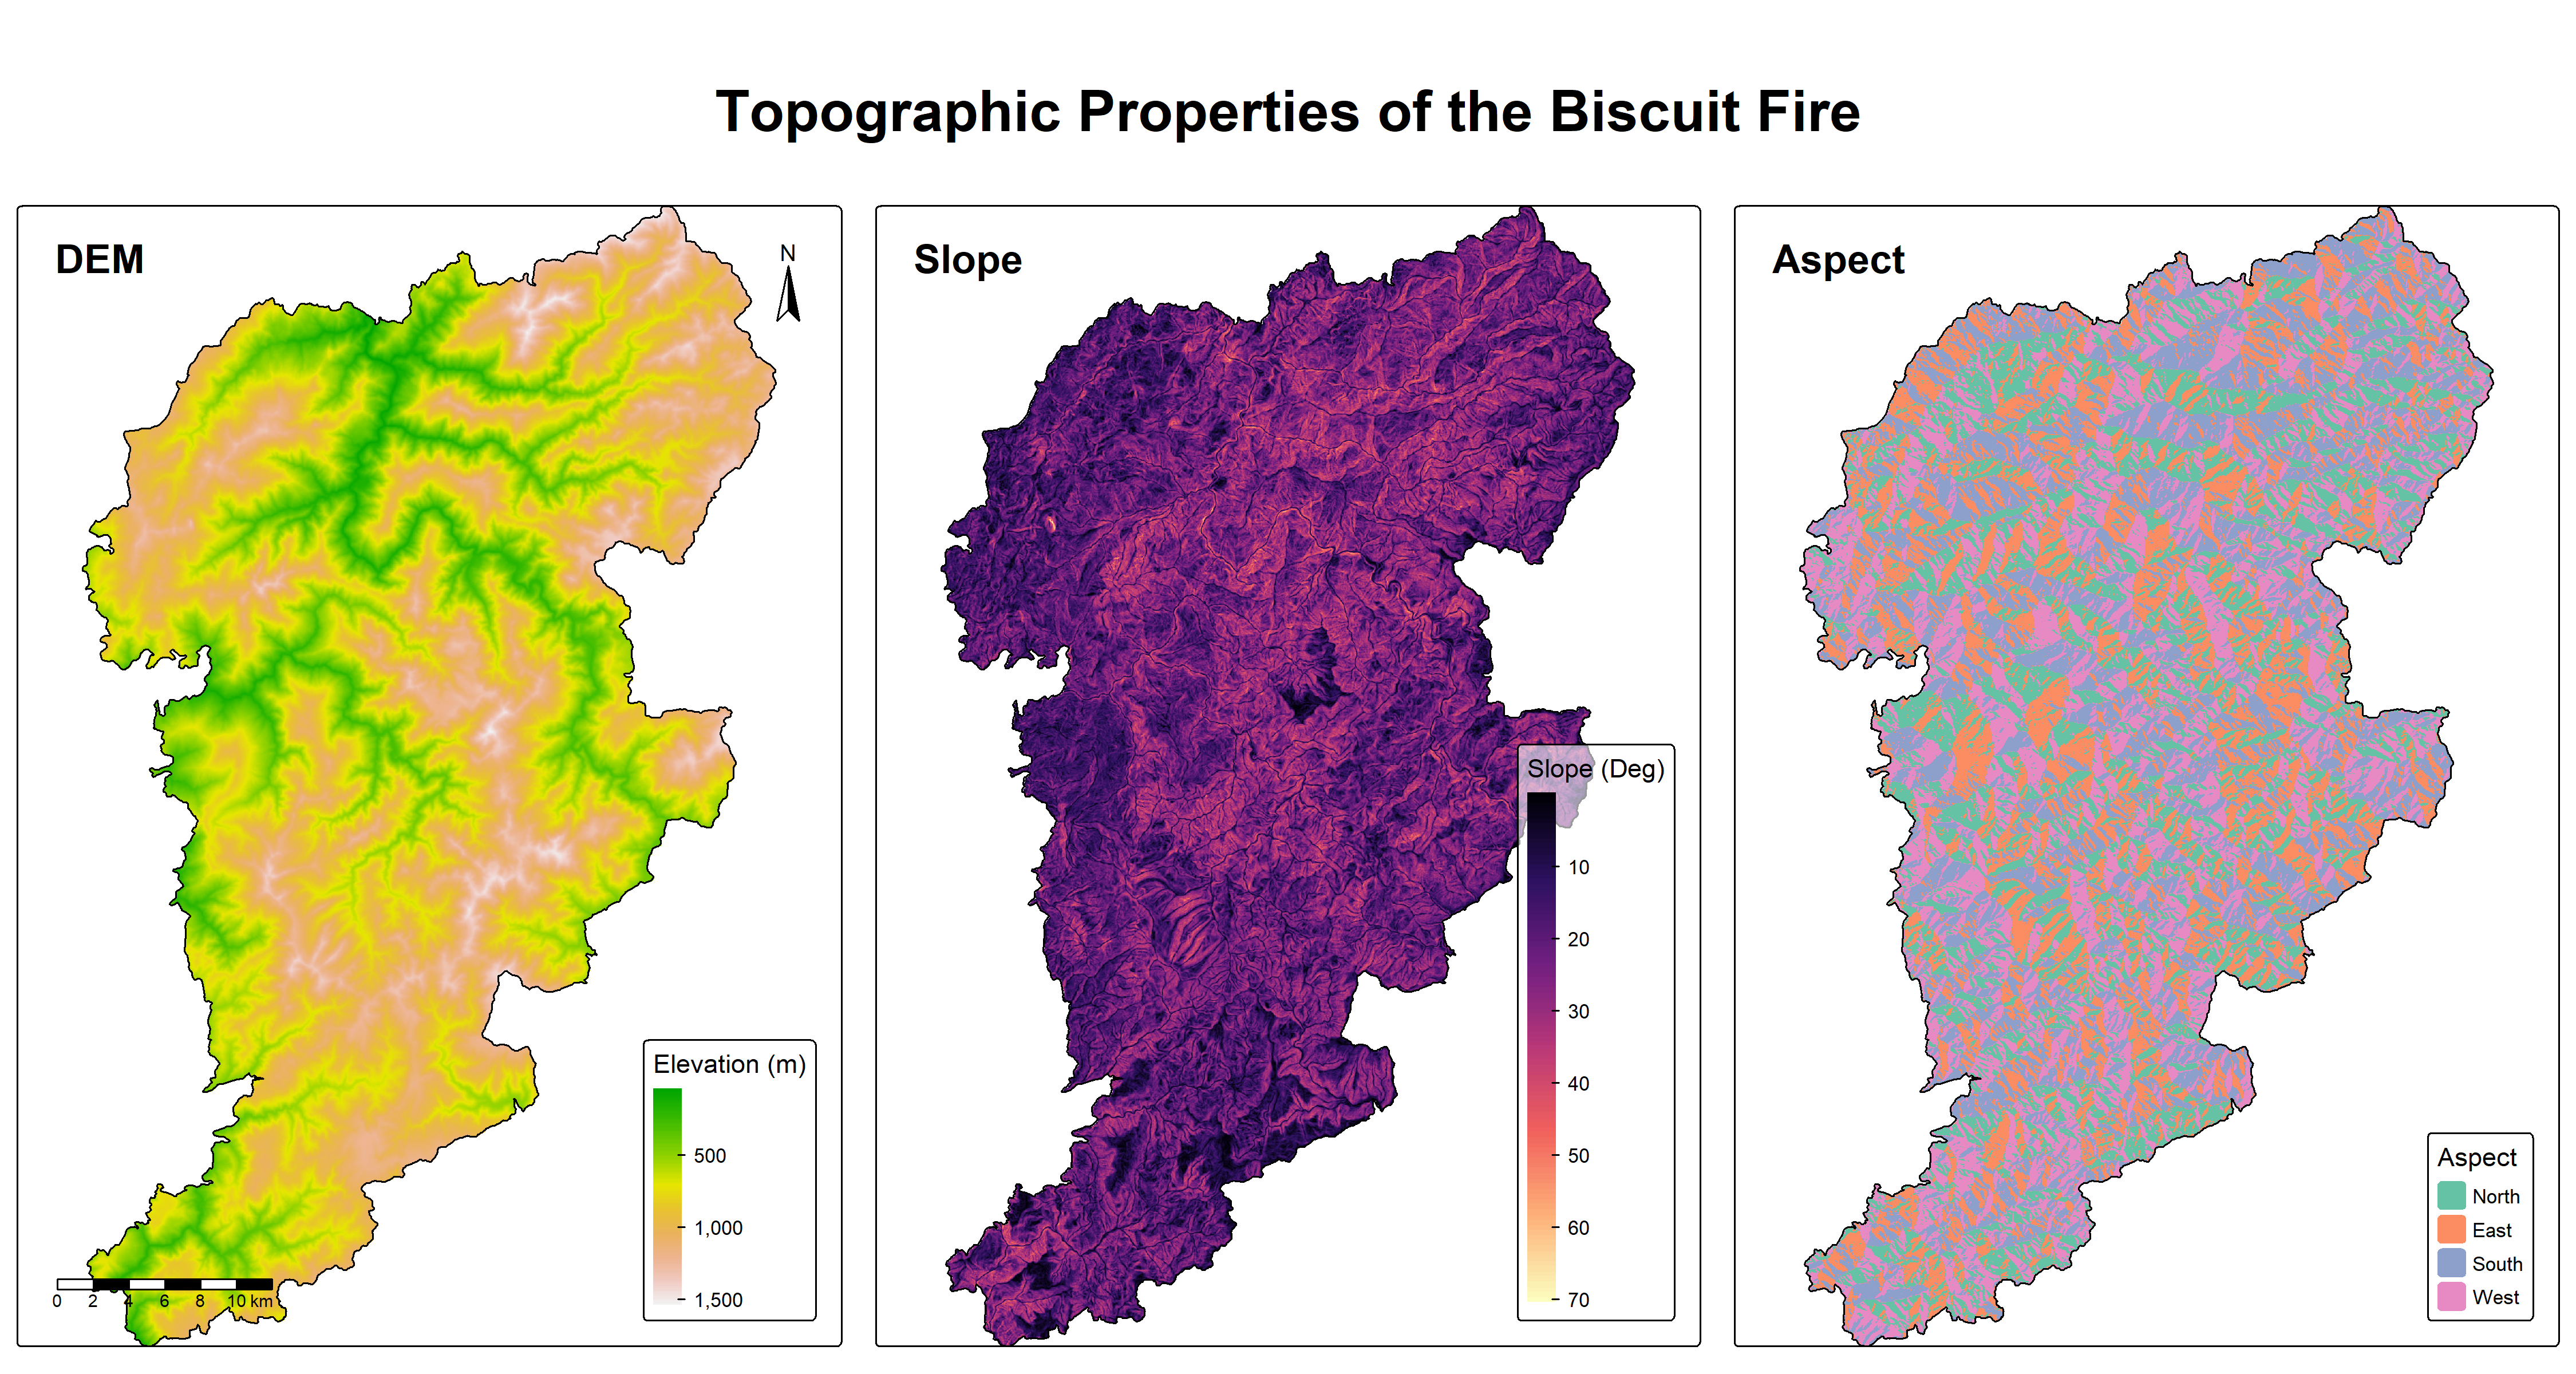 Topographic Properties of the Biscuit Fire
DEM
N
Elevation (m)
500
1,000
1,500
0 2 4 6 8 10 km
Slope
Slope (Deg)
10
20
30
40
50
60
70
Aspect
Aspect
North
East
South
West